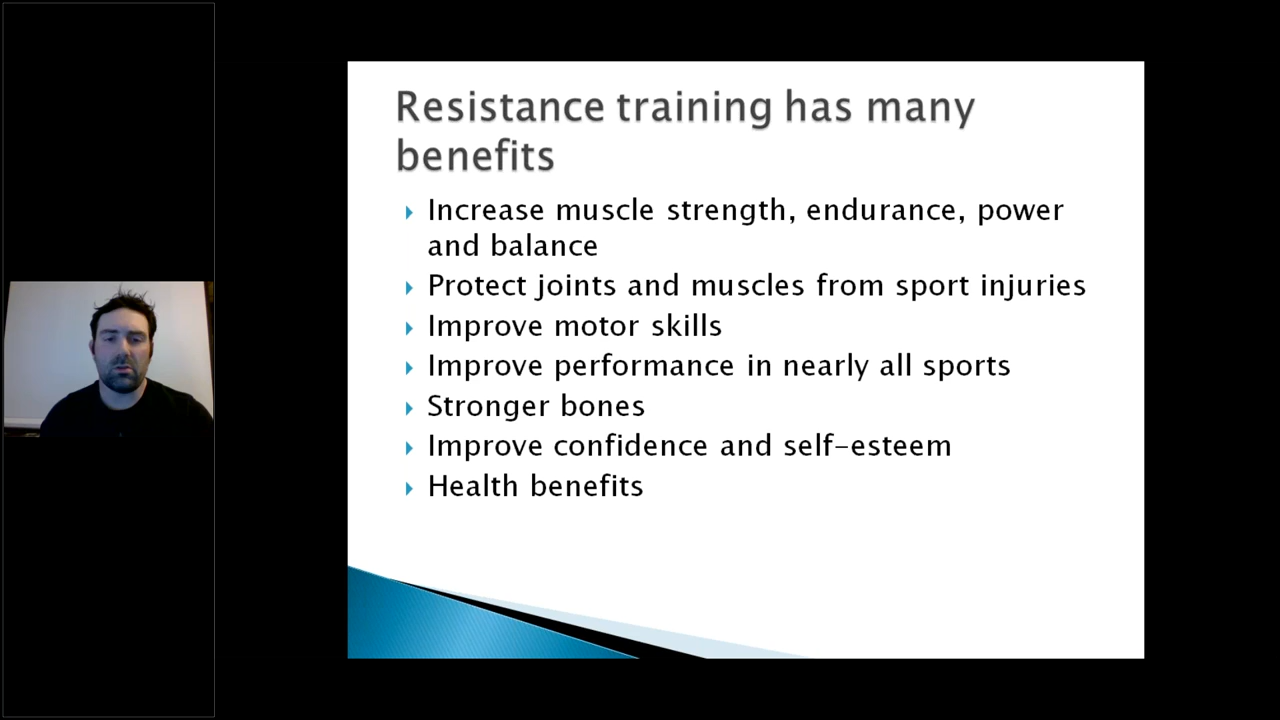 Resistance training has many
benefits
Increase muscle strength, endurance, power
and balance
Protect joints and muscles from sport injuries
Improve motor skills
Improve performance in nearly all sports
Stronger bones
Improve confidence and self-esteem
Health benefits